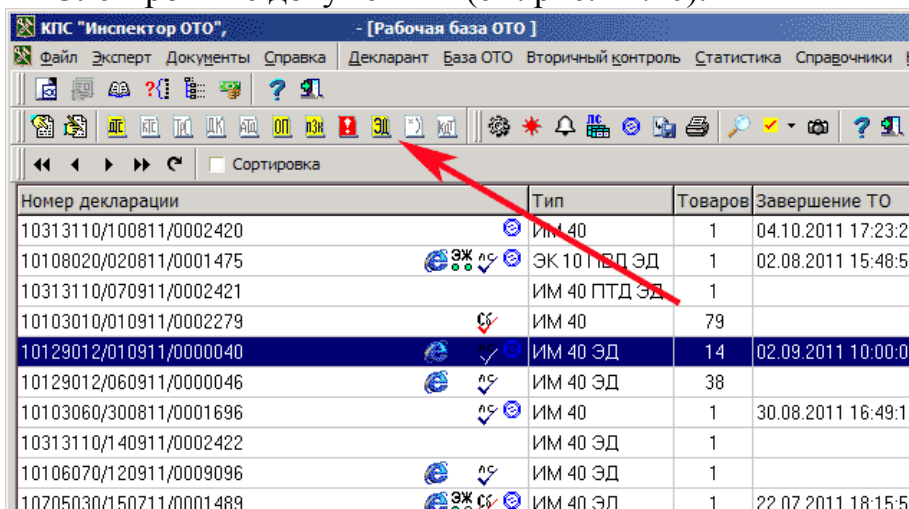 КПС "Инспектор ОТО", - [Рабочая база ОТО ]
Файл Эксперт Документы Справка Декларант База ОТО Вторичный контроль Статистика Справочники
Сортировка
Номер декларации Тип Товаров Завершение ТО
10313110/100811/0002420 ИМ 40 1 04.10.2011 17:23:2
10108020/020811/0001475 ЭЖ ЭК 10 ПВД ЭД 1 02.08.2011 15:48:5
10313110/070911/0002421 ИМ 40 ПТД ЭД 1
10103010/010911/0002279 ИМ 40 79
10129012/010911/0000040 ИМ 40 ЭД 14 02.09.2011 10:00:0
10129012/060911/0000046 ИМ 40 ЭД 38
10103060/300811/0001696 ИМ 40 1 30.08.2011 16:49:1
10313110/140911/0002422 ИМ 40 ЭД 1
10106070/120911/0009096 ИМ 40 ЭД 1
10705030/150711/0001489 ЭЖ ИМ 40 ЭД 1 22.07.2011 18:15:5